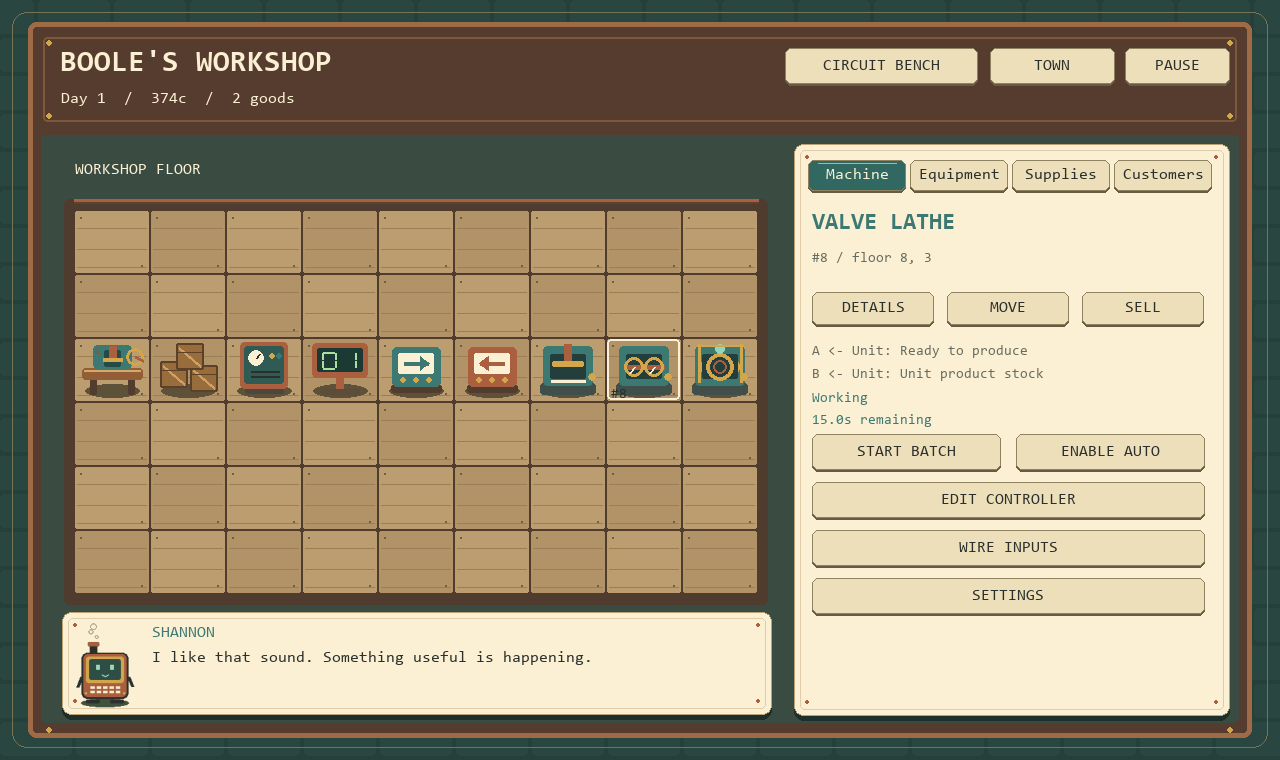 BOOLE'S WORKSHOP
Day 1 / 374c / 2 goods
CIRCUIT BENCH
TOWN
PAUSE
WORKSHOP FLOOR
0 1
#8
SHANNON
I like that sound. Something useful is happening.
Machine
Equipment
Supplies
Customers
VALVE LATHE
#8 / floor 8, 3
DETAILS
MOVE
SELL
A <- Unit: Ready to produce
B <- Unit: Unit product stock
Working
15.0s remaining
START BATCH
ENABLE AUTO
EDIT CONTROLLER
WIRE INPUTS
SETTINGS